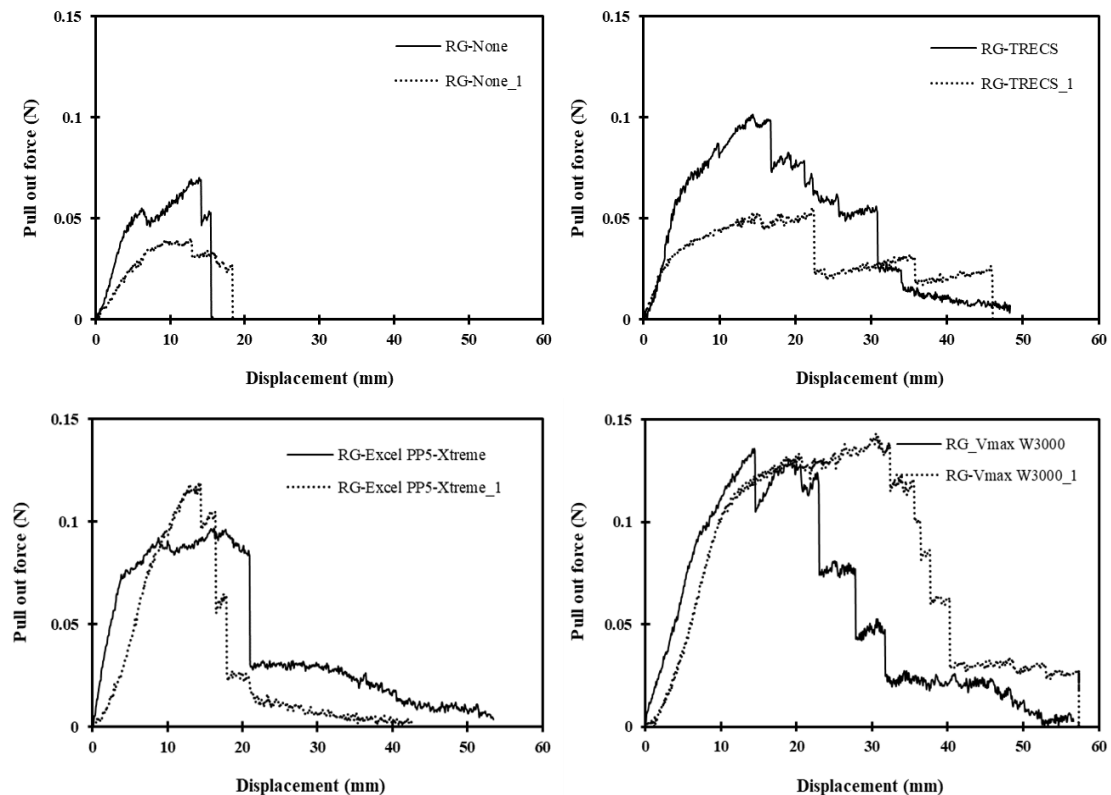 0.15
RG-None
RG-None_1
0.1
Pull out force (N)
0.05
0
0 10 20 30 40 50 60
Displacement (mm)
0.15
RG-TRECS
RG-TRECS_1
0.1
Pull out force (N)
0.05
0
0 10 20 30 40 50 60
Displacement (mm)
0.15
RG-Excel PP5-Xtreme
RG-Excel PP5-Xtreme_1
0.1
Pull out force (N)
0.05
0
0 10 20 30 40 50 60
Displacement (mm)
0.15
RG_Vmax W3000
RG-Vmax W3000_1
0.1
Pull out force (N)
0.05
0
0 10 20 30 40 50 60
Displacement (mm)